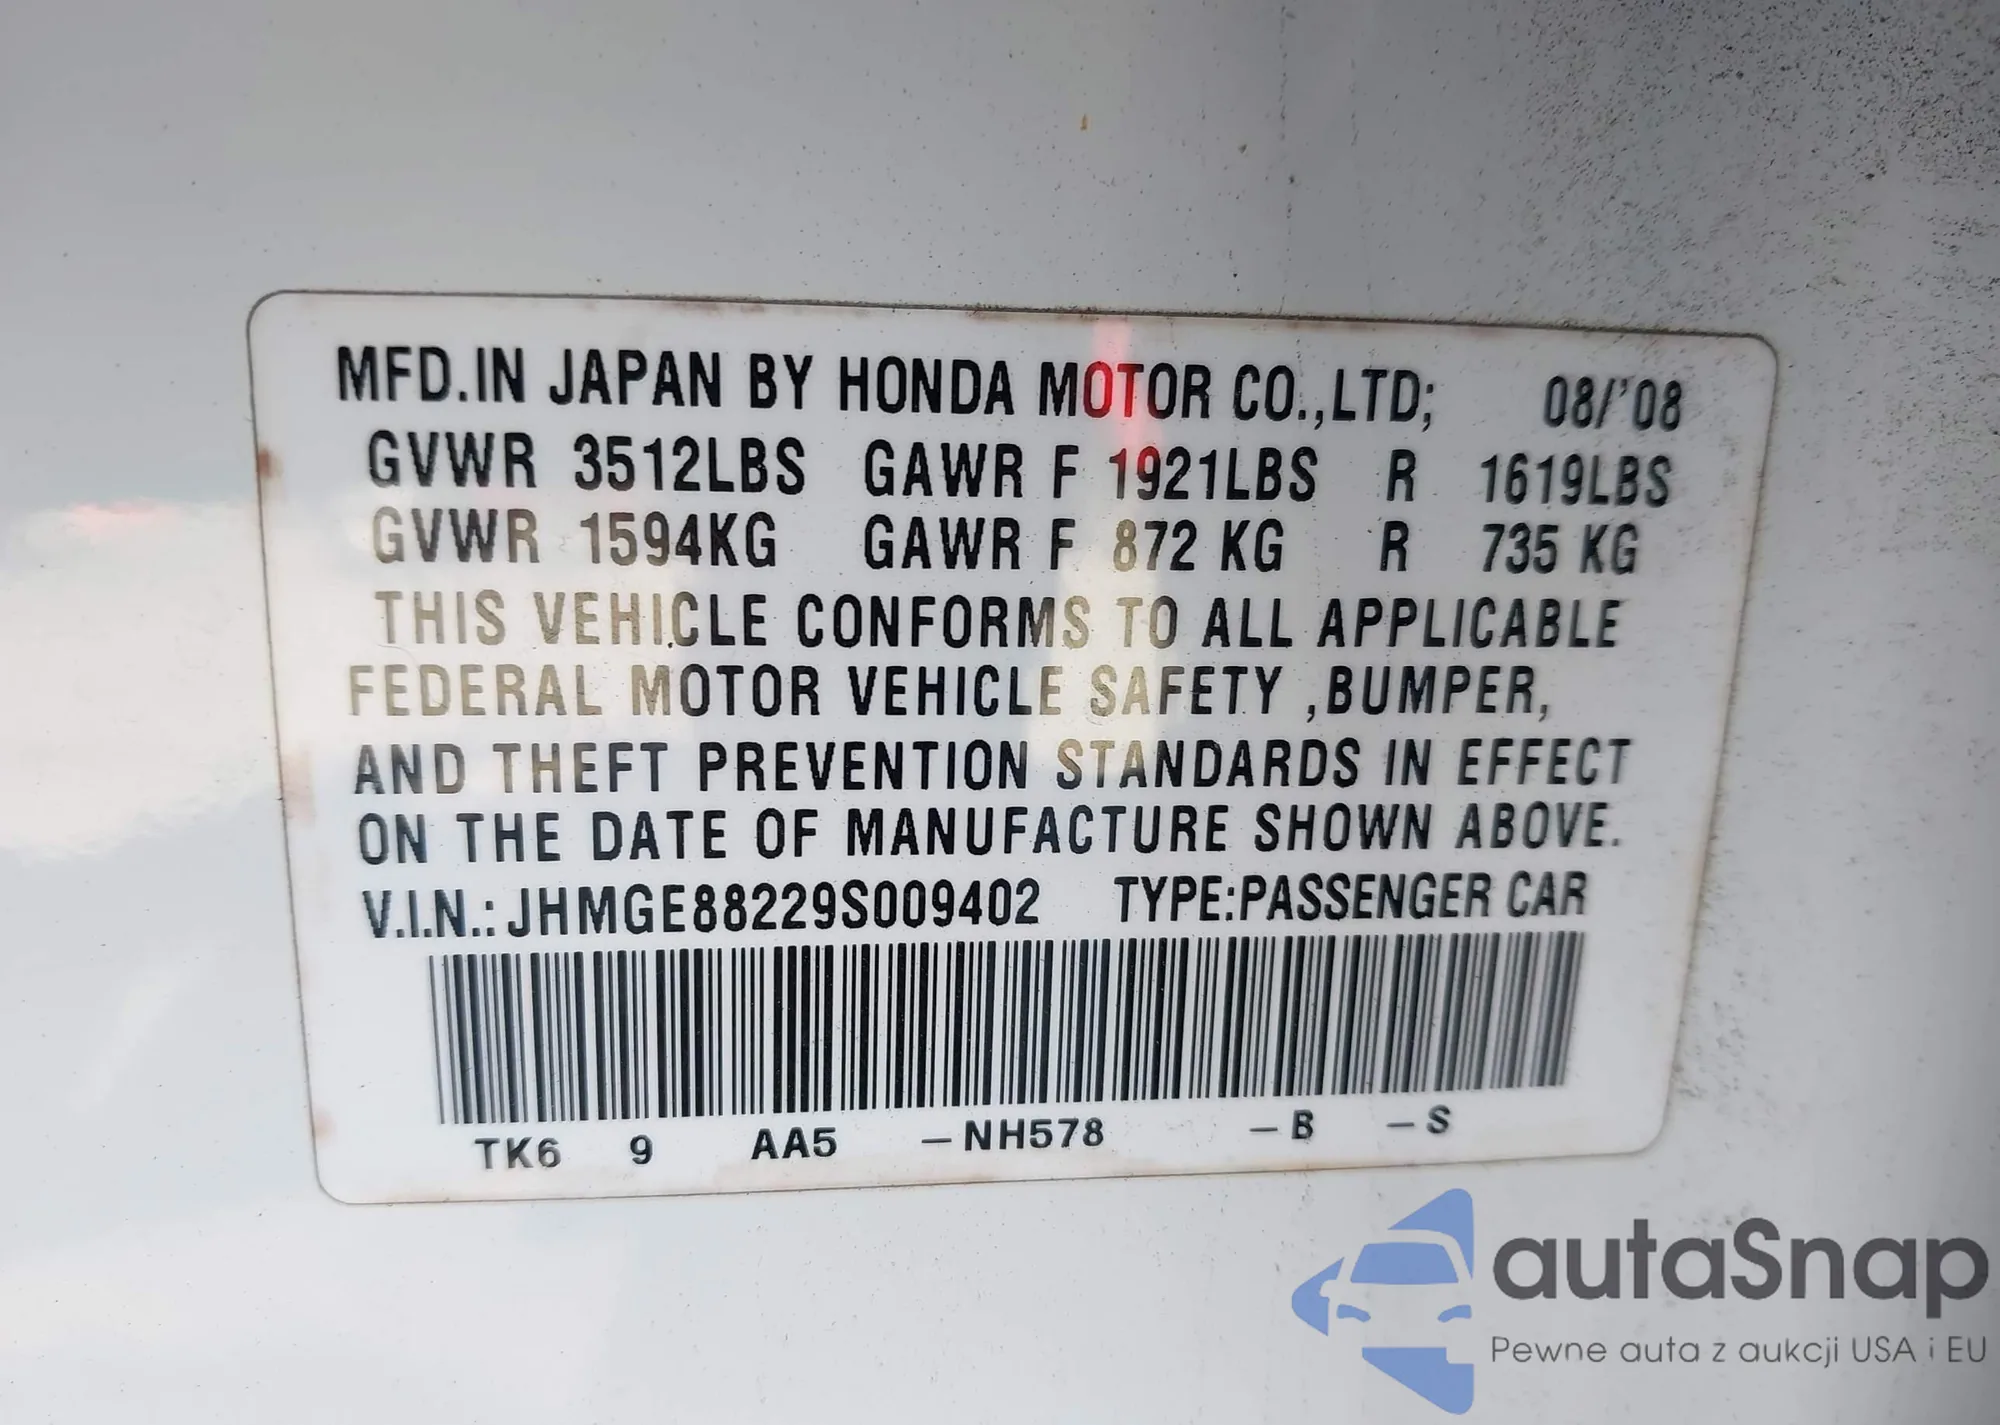 MFD.IN JAPAN BY HONDA MOTOR CO.,LTD; 08/'08
GVWR 3512LBS GAWR F 1921LBS R 1619LBS
GVWR 1594KG GAWR F 872 KG R 735 KG
THIS VEHICLE CONFORMS TO ALL APPLICABLE
FEDERAL MOTOR VEHICLE SAFETY ,BUMPER,
AND THEFT PREVENTION STANDARDS IN EFFECT
ON THE DATE OF MANUFACTURE SHOWN ABOVE.
V.I.N.: JHMGE88229S009402 TYPE:PASSENGER CAR
TK6 9 AA5 –NH578 –B –S
autaSnap
Pewne auta z aukcji USA i EU